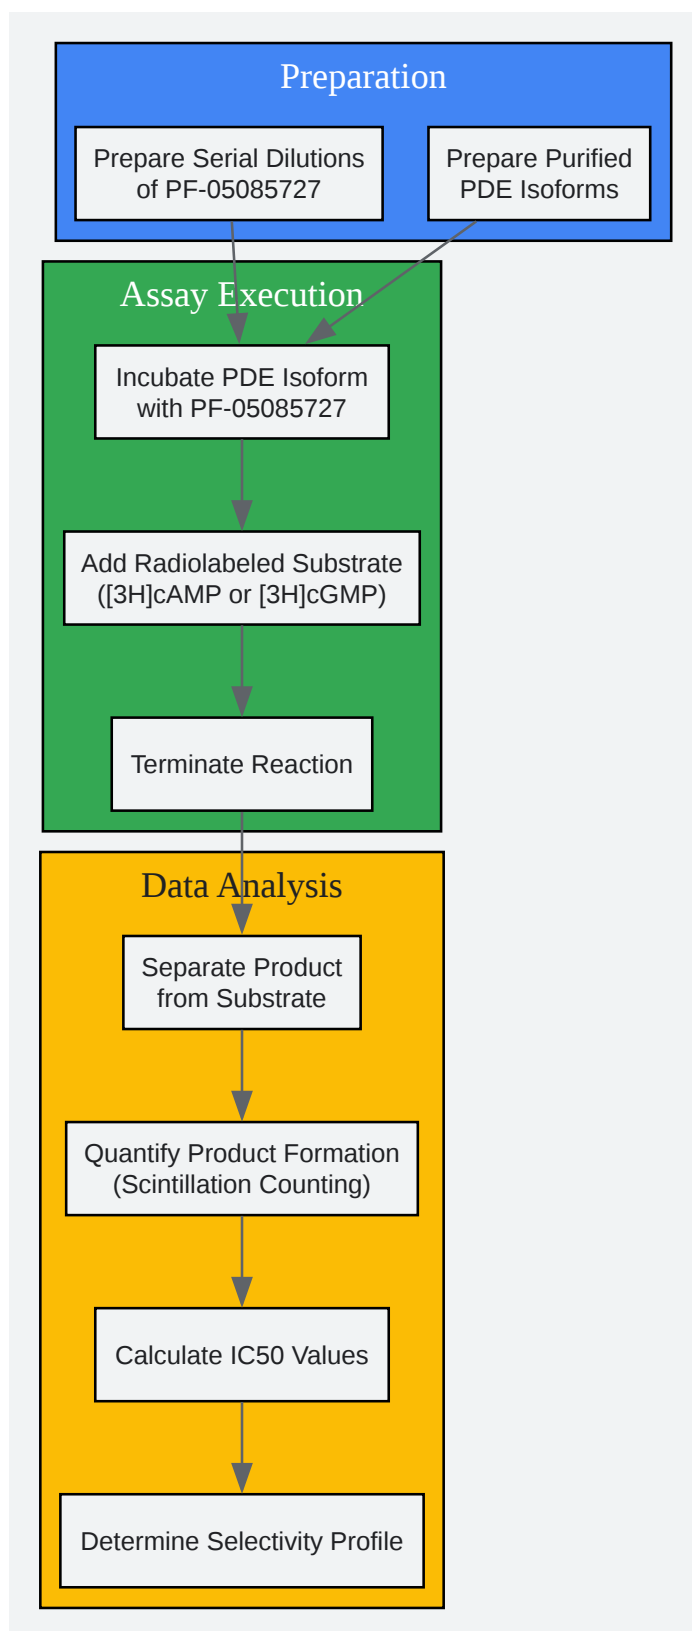 Preparation
Prepare Serial Dilutions
of PF-05085727
Prepare Purified
PDE Isoforms
Assay Execution
Incubate PDE Isoform
with PF-05085727
Add Radiolabeled Substrate
([3H]cAMP or [3H]cGMP)
Terminate Reaction
Data Analysis
Separate Product
from Substrate
Quantify Product Formation
(Scintillation Counting)
Calculate IC50 Values
Determine Selectivity Profile